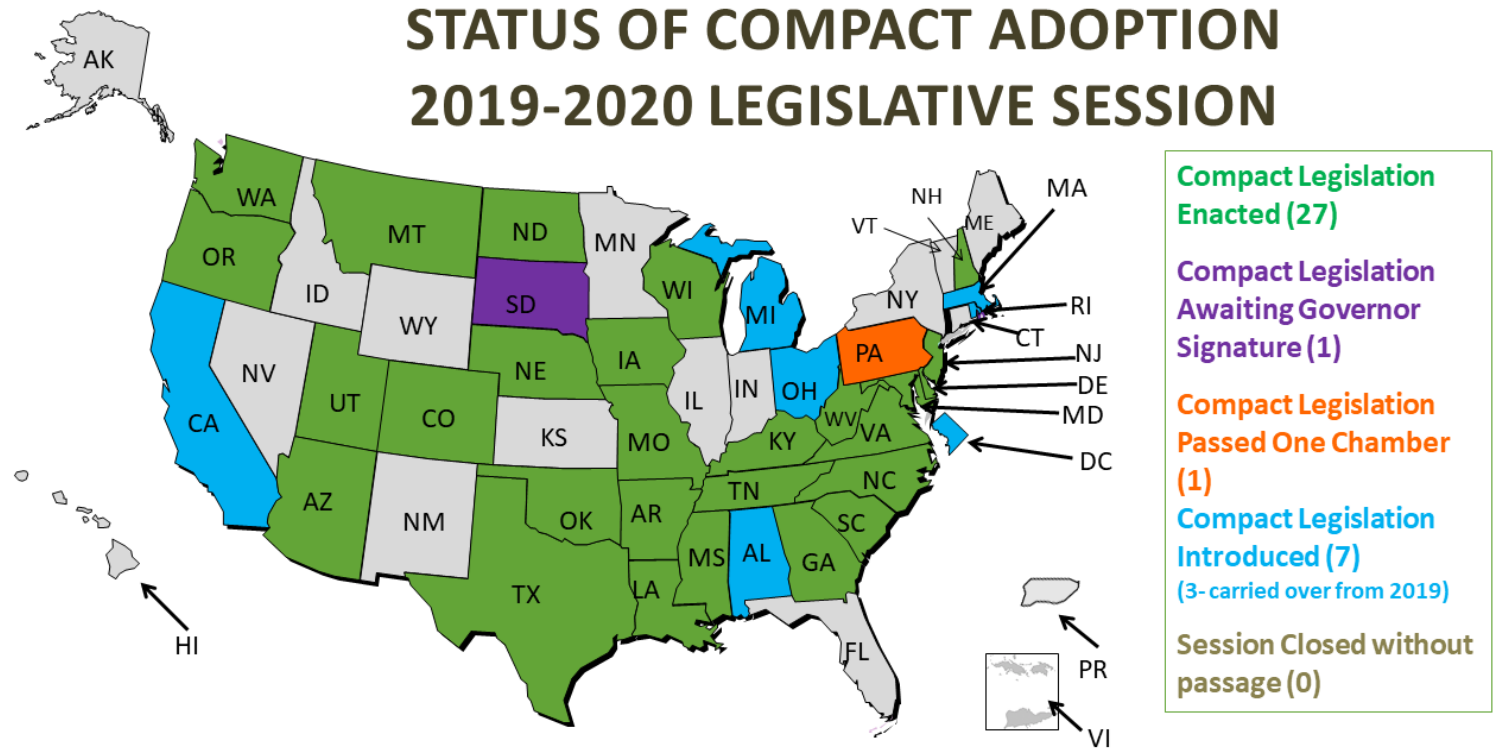 STATUS OF COMPACT ADOPTION
2019-2020 LEGISLATIVE SESSION
AK
WA
MT
ND
MN
OR
ID
WY
SD
WI
MI
NY
VT
NH
ME
MA
RI
CT
NJ
DE
MD
DC
PA
NV
UT
CO
NE
IA
IL
IN
OH
CA
KS
MO
KY
WV
VA
AZ
NM
OK
AR
TN
NC
SC
TX
LA
MS
AL
GA
FL
HI
PR
VI
Compact Legislation
Enacted (27)
Compact Legislation
Awaiting Governor
Signature (1)
Compact Legislation
Passed One Chamber
(1)
Compact Legislation
Introduced (7)
(3- carried over from 2019)
Session Closed without
passage (0)